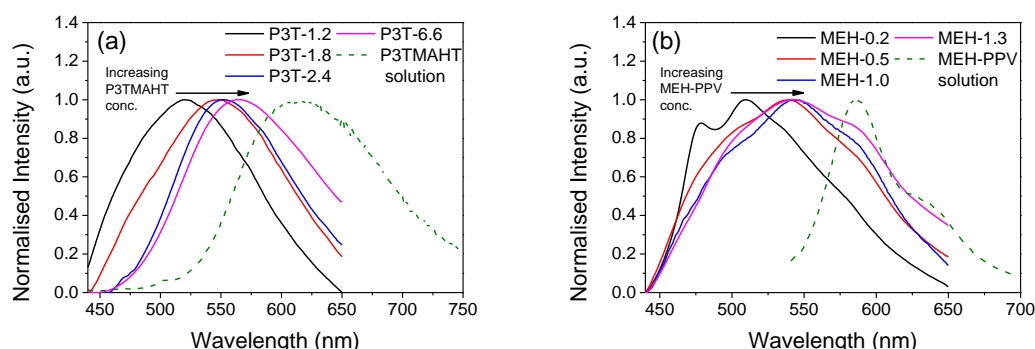 (a)
P3T-1.2
P3T-6.6
P3T-1.8
P3TMAHT
P3T-2.4
solution
Increasing
P3TMAHT
conc.
1.4
1.2
1.0
0.8
0.6
0.4
0.2
0.0
450 500 550 600 650 700 750
Normalised Intensity (a.u.)
Wavelength (nm)
(b)
MEH-0.2
MEH-1.3
MEH-0.5
MEH-PPV
MEH-1.0
solution
Increasing
MEH-PPV
conc.
1.4
1.2
1.0
0.8
0.6
0.4
0.2
0.0
450 500 550 600 650 700
Normalised Intensity (a.u.)
Wavelength (nm)